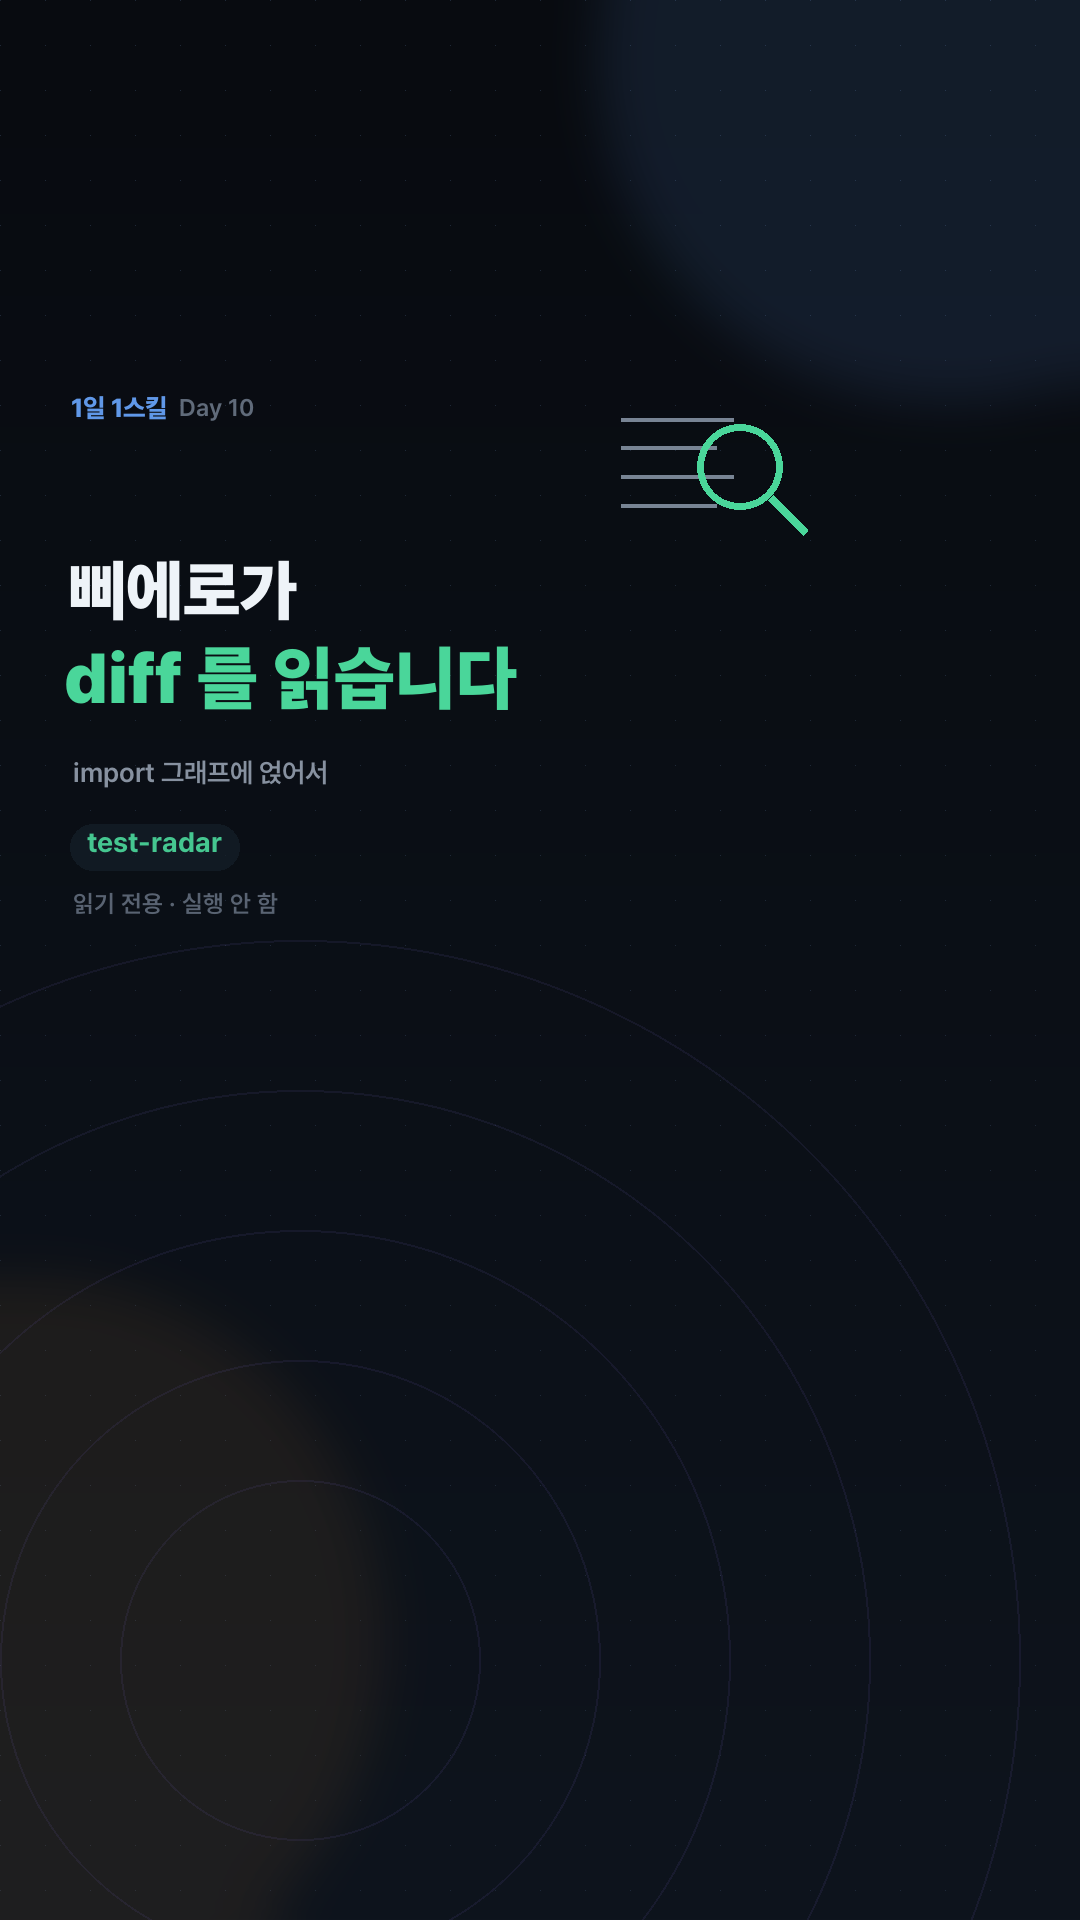 1일 1스킬 Day 10
삐에로가
diff 를 읽습니다
import 그래프에 얹어서
test-radar
읽기 전용 · 실행 안 함